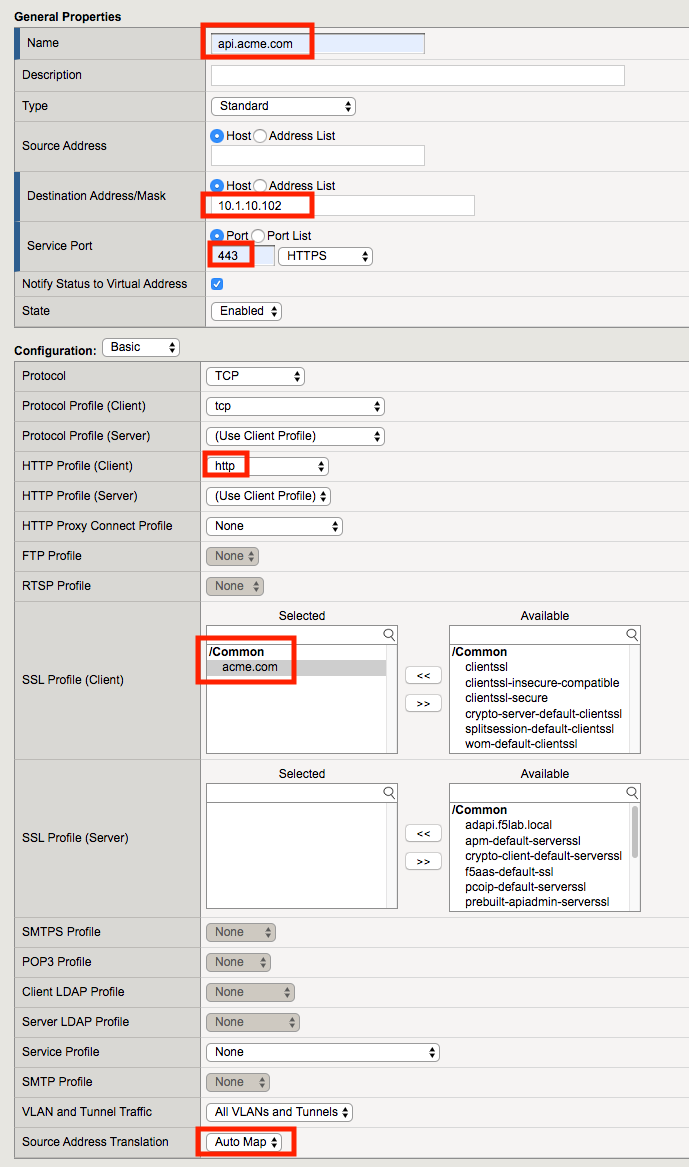 General Properties
Name api.acme.com
Description
Type Standard
Source Address Host Address List
Destination Address/Mask Host Address List
10.1.10.102
Service Port Port Port List
443 HTTPS
Notify Status to Virtual Address
State Enabled
Configuration: Basic
Protocol TCP
Protocol Profile (Client) tcp
Protocol Profile (Server) (Use Client Profile)
HTTP Profile (Client) http
HTTP Profile (Server) (Use Client Profile)
HTTP Proxy Connect Profile None
FTP Profile None
RTSP Profile None
SSL Profile (Client)
Selected
/Common
acme.com
<<
>>
Available
/Common
clientssl
clientssl-insecure-compatible
clientssl-secure
crypto-server-default-clientssl
splitsession-default-clientssl
wom-default-clientssl
SSL Profile (Server)
Selected
<<
>>
Available
/Common
adapi.f5lab.local
apm-default-serverssl
crypto-client-default-serverssl
f5aas-default-ssl
pcoip-default-serverssl
prebuilt-apiadmin-serverssl
SMTPS Profile None
POP3 Profile None
Client LDAP Profile None
Server LDAP Profile None
Service Profile None
SMTP Profile None
VLAN and Tunnel Traffic All VLANs and Tunnels
Source Address Translation Auto Map